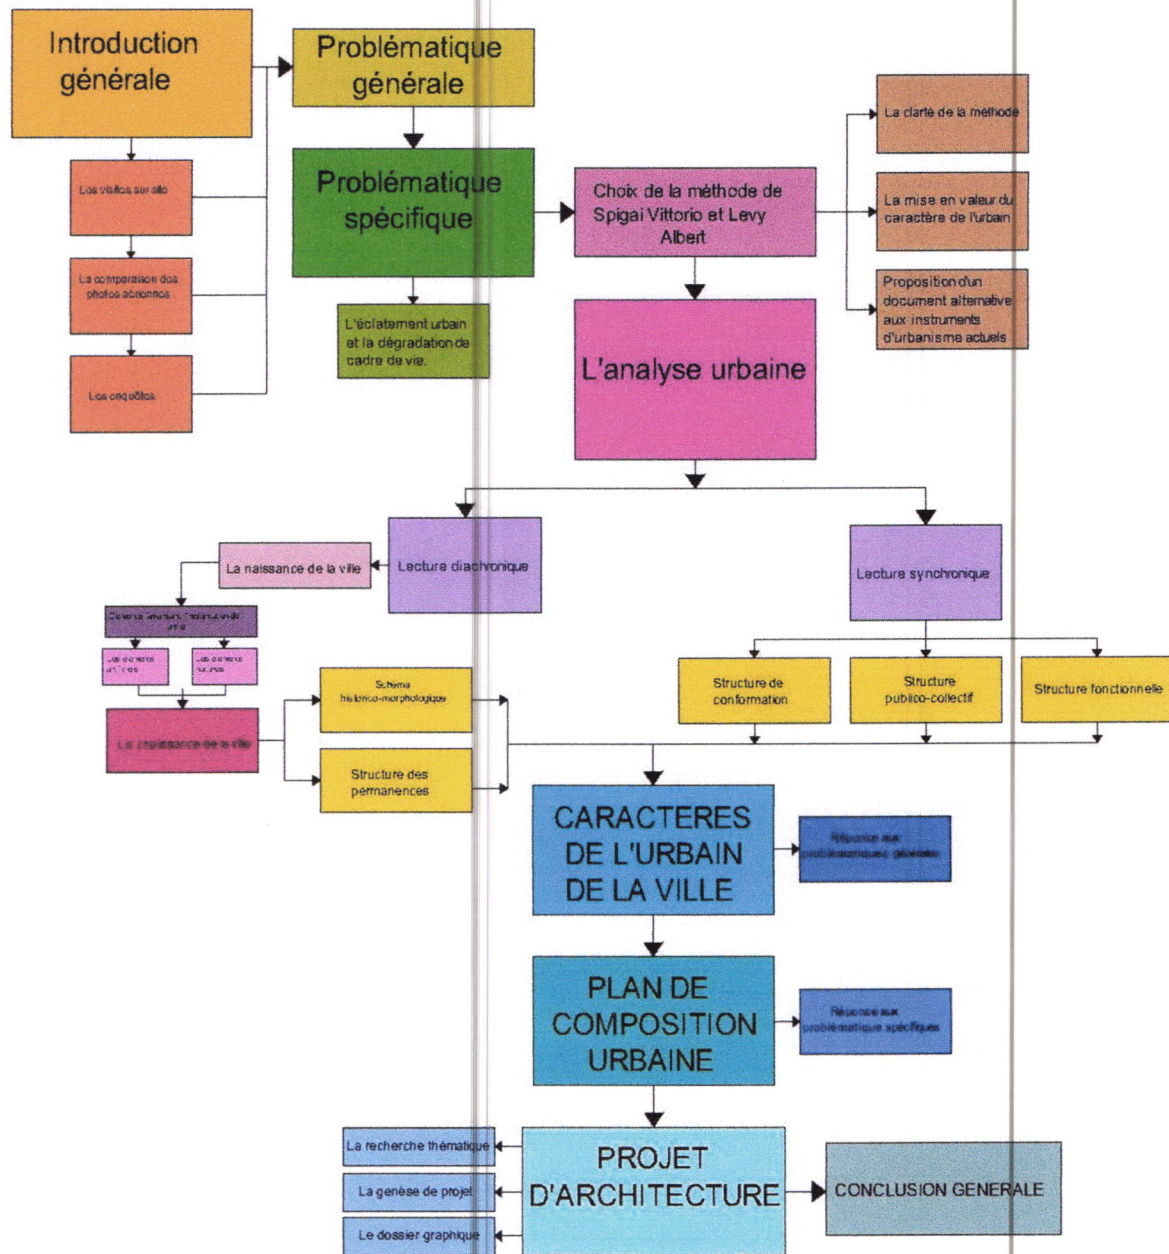 Introduction
générale
Problématique
générale
La clarté de la méthode
Les visites sur site
Problématique
spécifique
Choix de la méthode de
Spigai Vittorio et Levy
Albert
La mise en valeur du
caractère de l'urbain
La comparaison des
photos aériennes
Proposition d'un
document alternative
aux instruments
d'urbanisme actuels
L'éclatement urbain
et la dégradation de
cadre de vie.
L'analyse urbaine
Les enquêtes
Lecture diachronique
La naissance de la ville
Lecture synchronique
Schéma
historico-morphologique
Structure de
conformation
Structure
publico-collectif
Structure fonctionnelle
La de la ville
Structure des
permanences
CARACTERES
DE L'URBAIN
DE LA VILLE
Réponse aux
problématiques générales
PLAN DE
COMPOSITION
URBAINE
Réponse aux
problématique spécifiques
La recherche thématique
La genèse de projet
Le dossier graphique
PROJET
D'ARCHITECTURE
CONCLUSION GENERALE